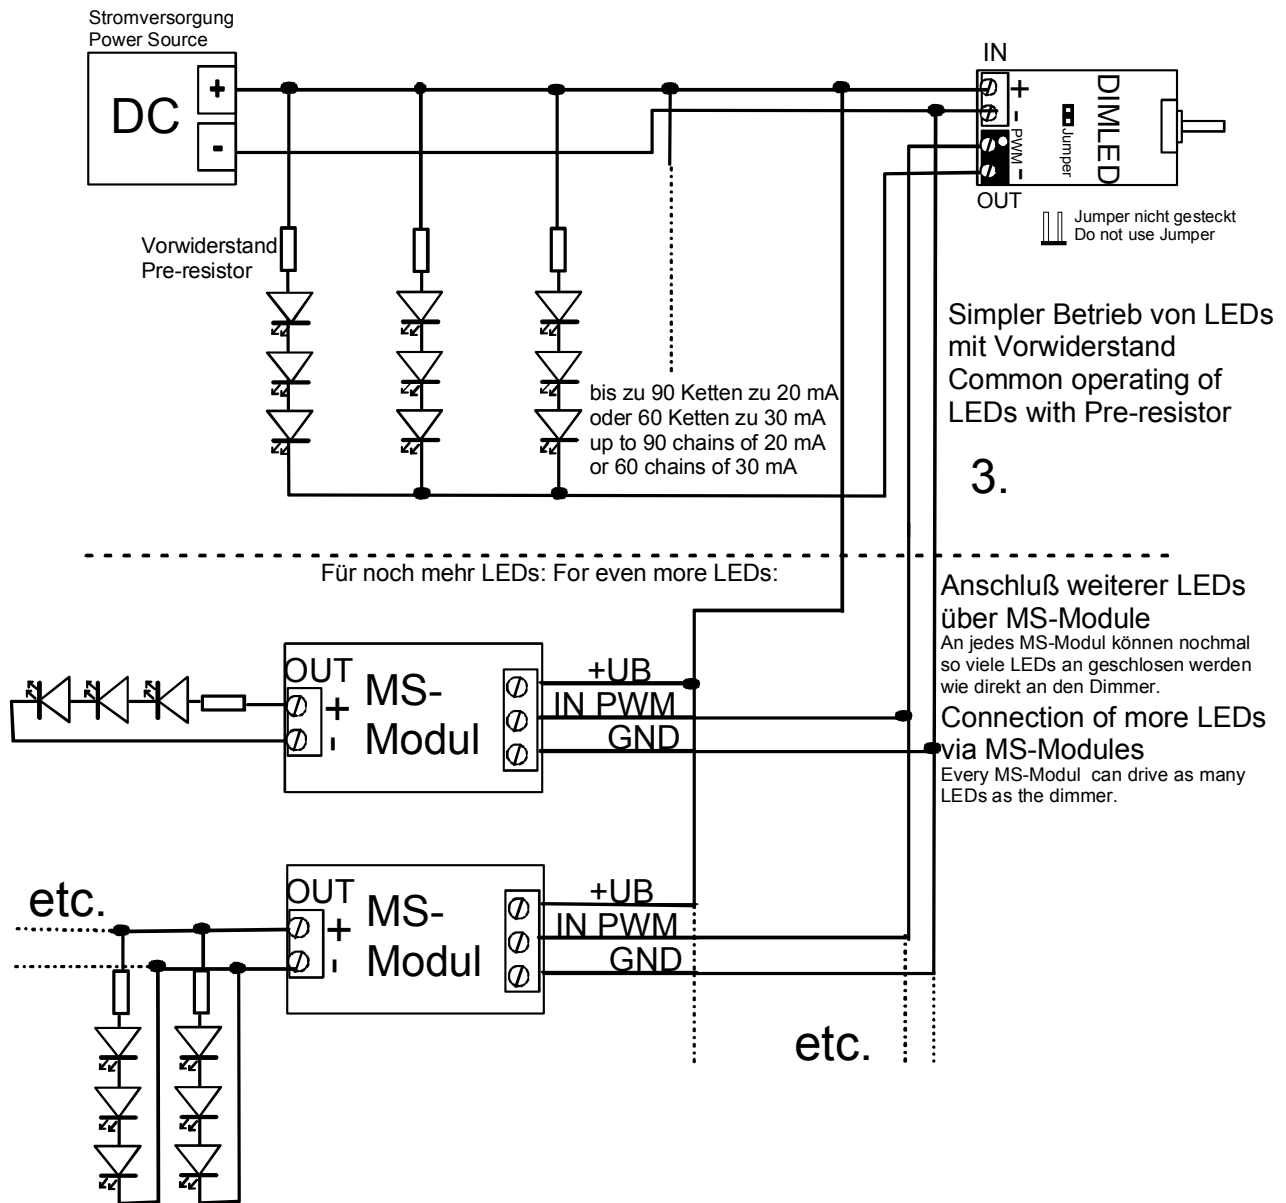 Stromversorgung
Power Source
DC
+
-
IN
+
-
DIMLED
Jumper
PWM
-
OUT
Jumper nicht gesteckt
Do not use Jumper
Vorwiderstand
Pre-resistor
Simpler Betrieb von LEDs
mit Vorwiderstand
Common operating of
LEDs with Pre-resistor
3.
bis zu 90 Ketten zu 20 mA
oder 60 Ketten zu 30 mA
up to 90 chains of 20 mA
or 60 chains of 30 mA
Für noch mehr LEDs: For even more LEDs:
Anschluß weiterer LEDs
über MS-Module
An jedes MS-Modul können nochmal
so viele LEDs an geschlosen werden
wie direkt an den Dimmer.
Connection of more LEDs
via MS-Modules
Every MS-Modul can drive as many
LEDs as the dimmer.
OUT
+
-
MS-
Modul
+UB
IN PWM
GND
etc.
OUT
+
-
MS-
Modul
+UB
IN PWM
GND
etc.